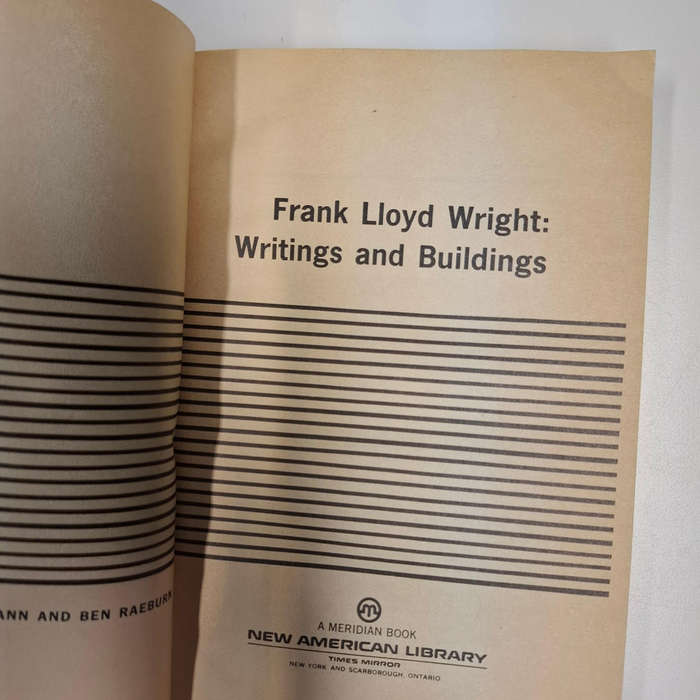 ANN AND BEN RAEBURN
Frank Lloyd Wright:
Writings and Buildings
A MERIDIAN BOOK
NEW AMERICAN LIBRARY
TIMES MIRROR
NEW YORK AND SCARBOROUGH, ONTARIO